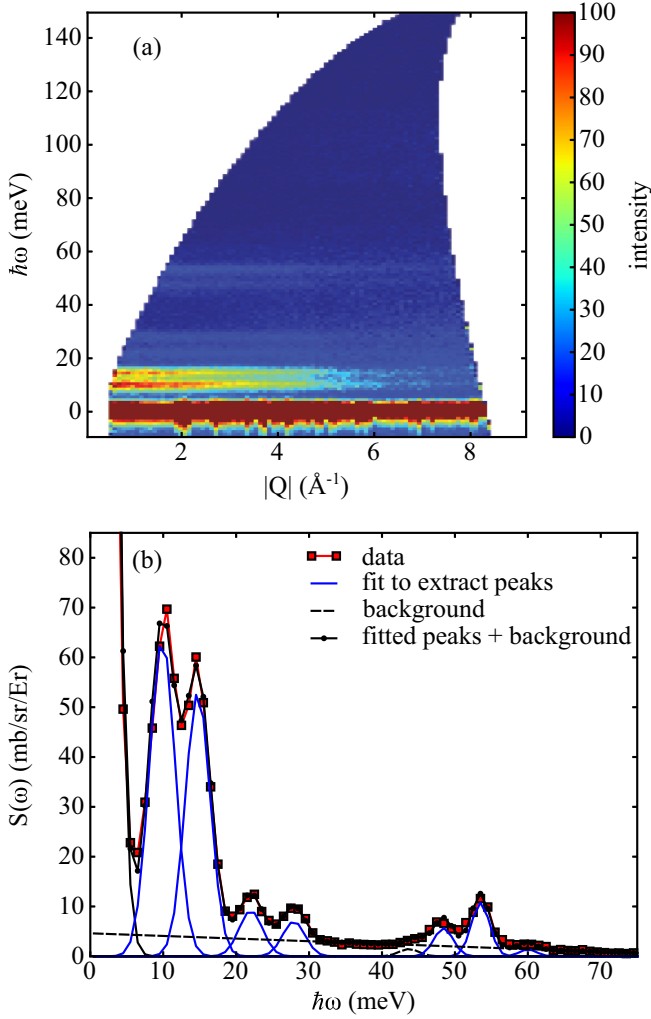 (a)
140
120
100
80
60
40
20
0
ħω (meV)
2 4 6 8
|Q| (Å⁻¹)
100
90
80
70
60
50
40
30
20
10
0
intensity
(b)
data
fit to extract peaks
background
fitted peaks + background
80
70
60
50
40
30
20
10
0
S(ω) (mb/sr/Er)
0 10 20 30 40 50 60 70
ħω (meV)